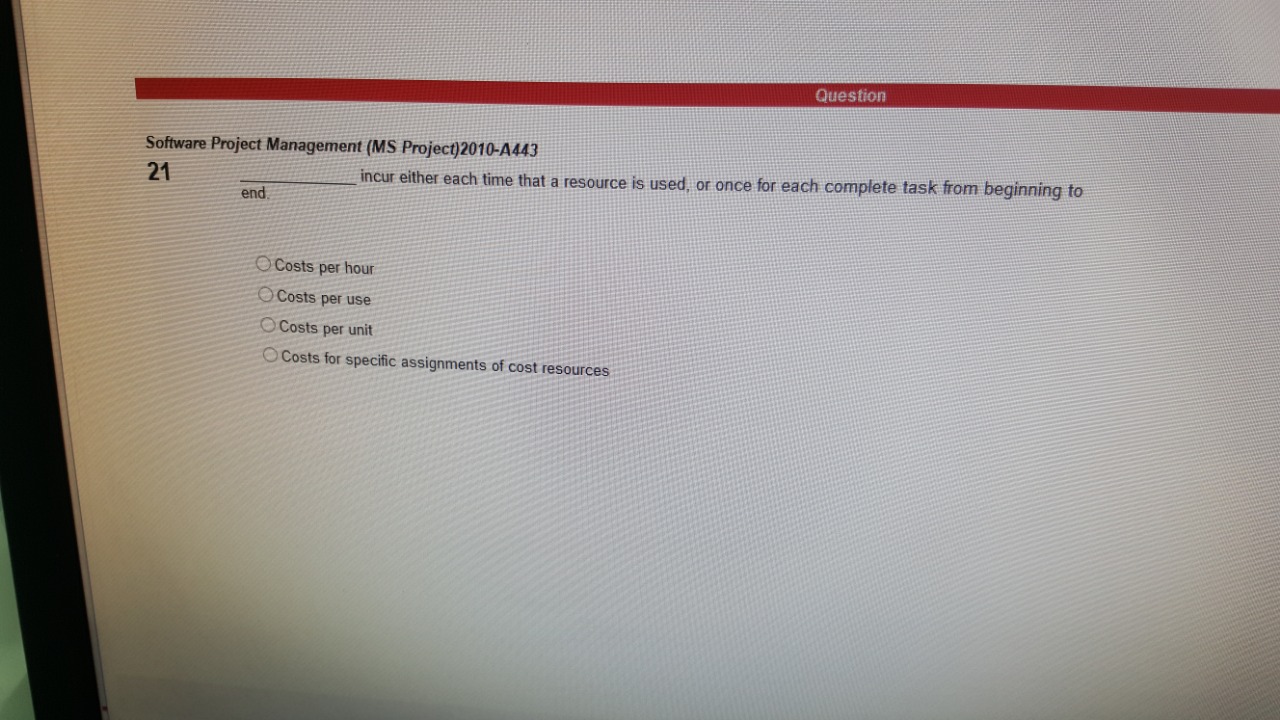 Question
Software Project Management (MS Project)2010-A443
21 ____________ incur either each time that a resource is used, or once for each complete task from beginning to
end.
Costs per hour
Costs per use
Costs per unit
Costs for specific assignments of cost resources